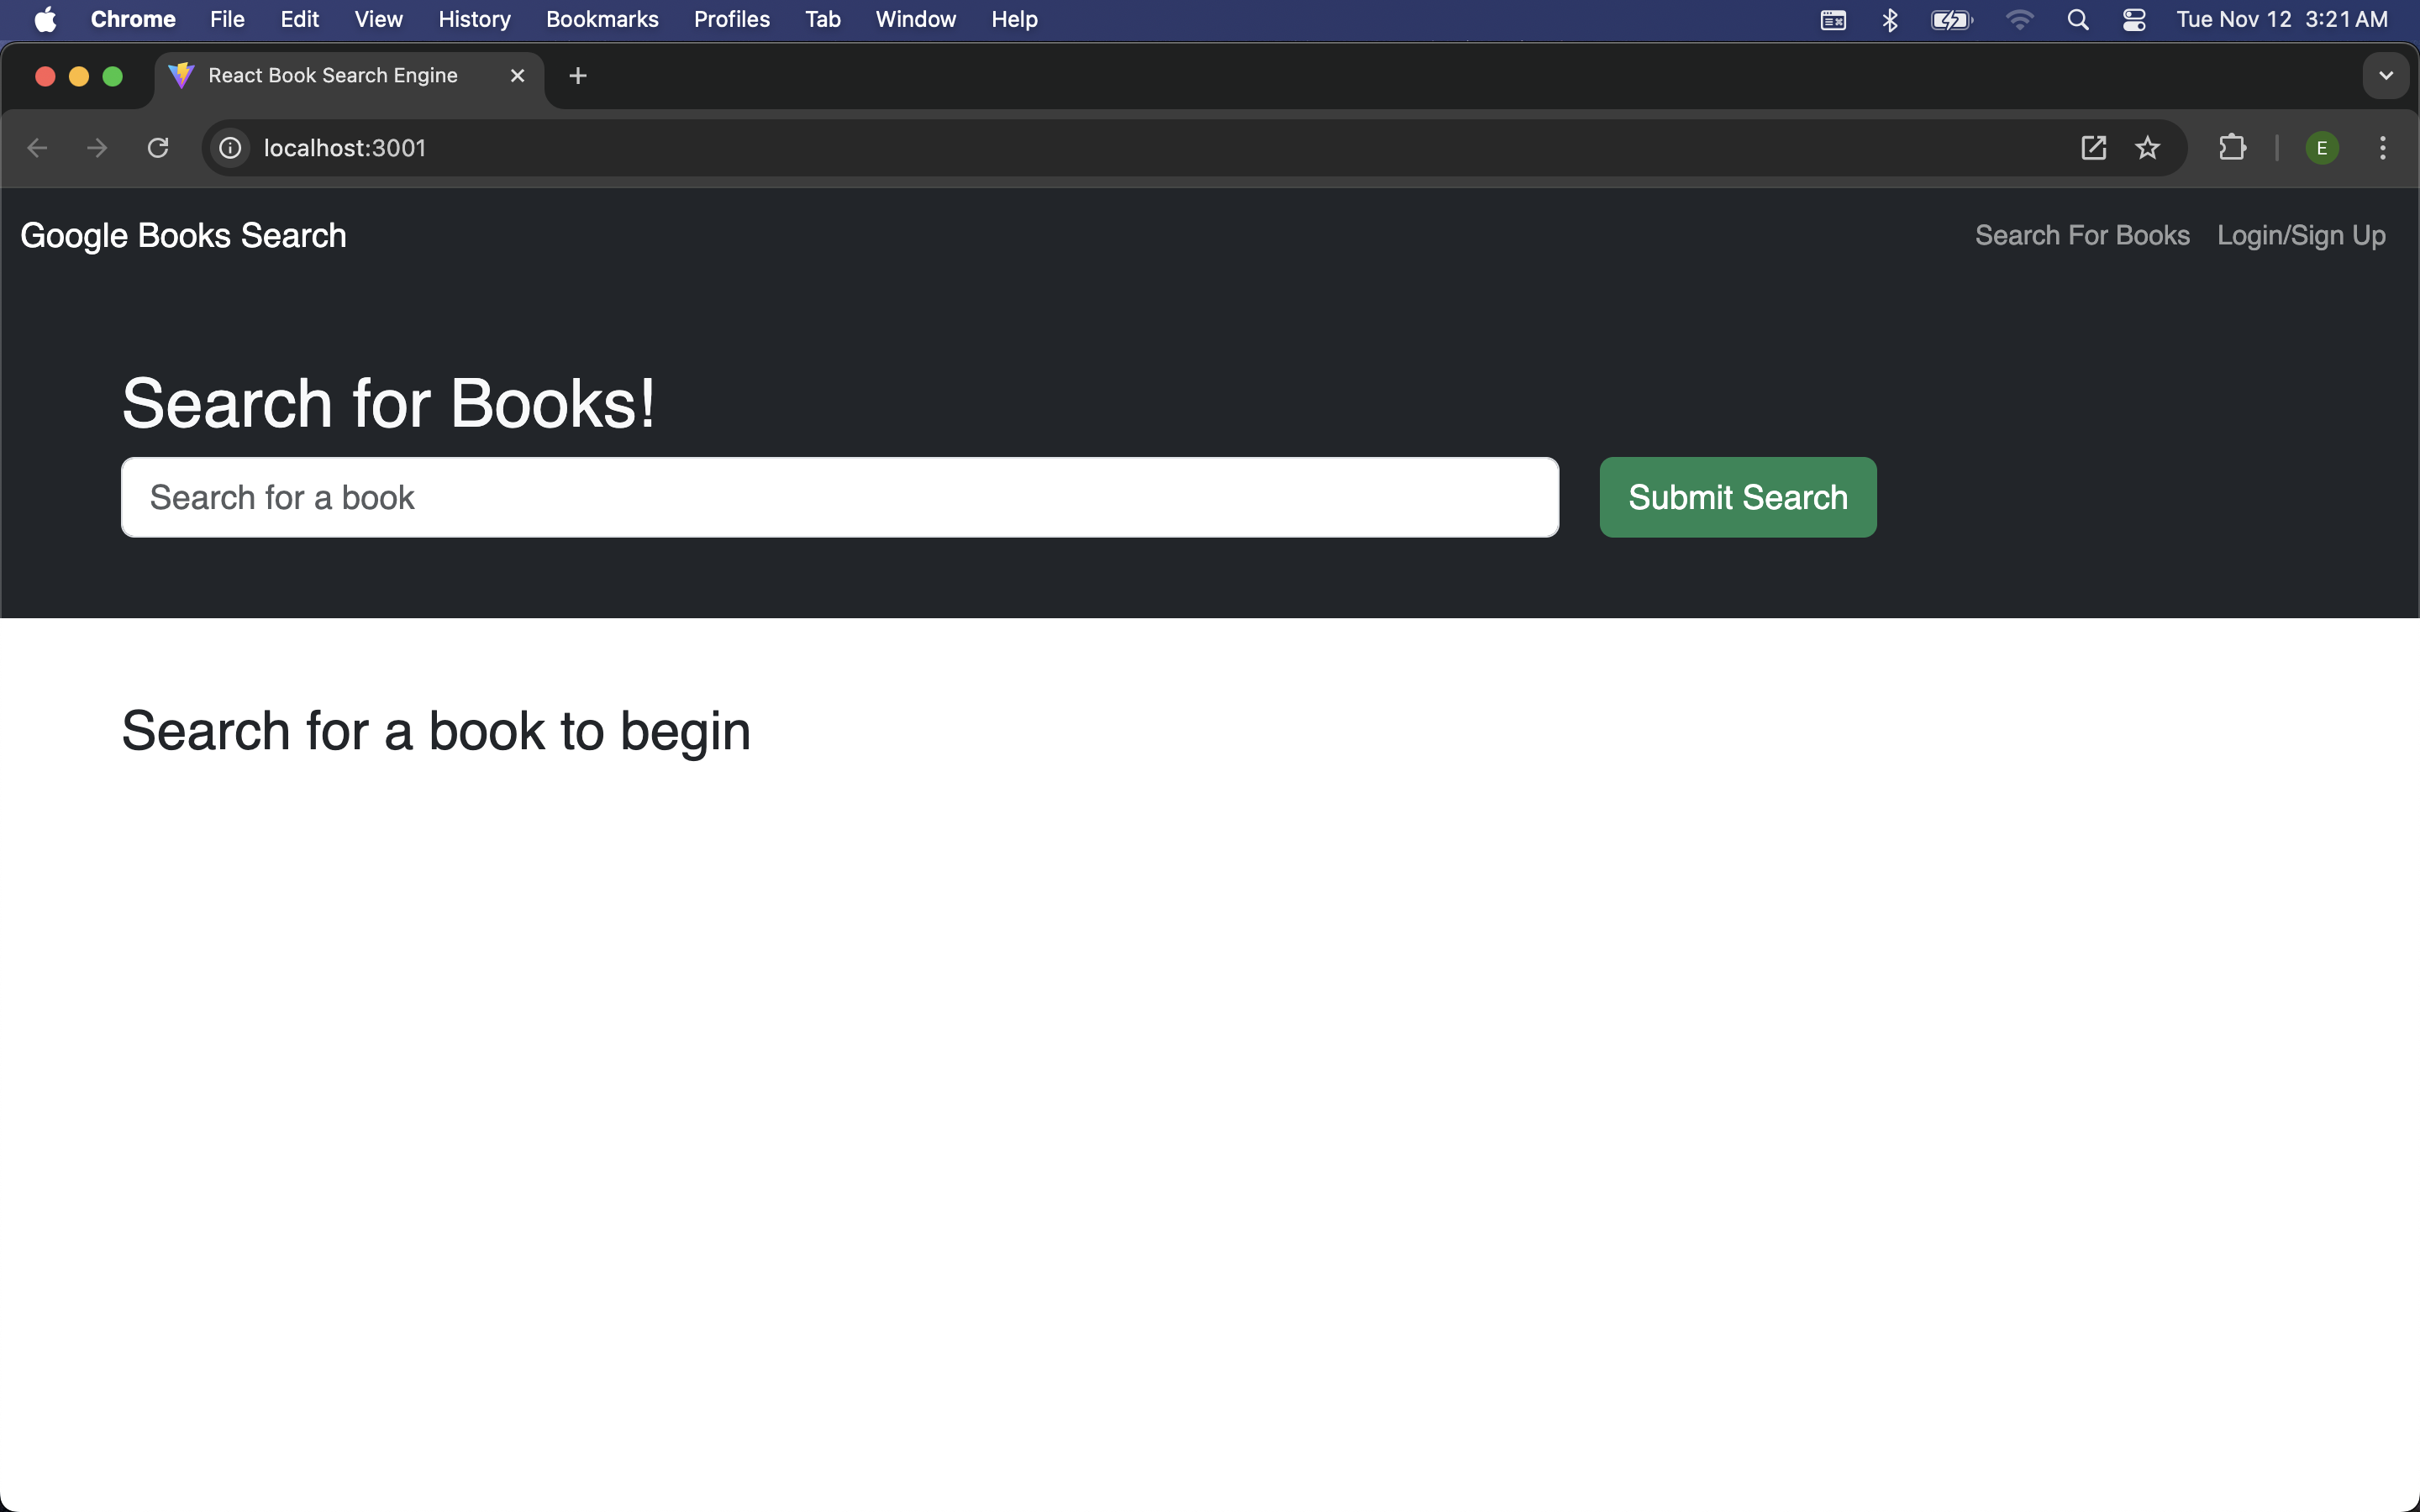 Chrome File Edit View History Bookmarks Profiles Tab Window Help Tue Nov 12 3:21 AM
React Book Search Engine
localhost:3001 E
Google Books Search Search For Books Login/Sign Up
Search for Books!
Search for a book Submit Search
Search for a book to begin